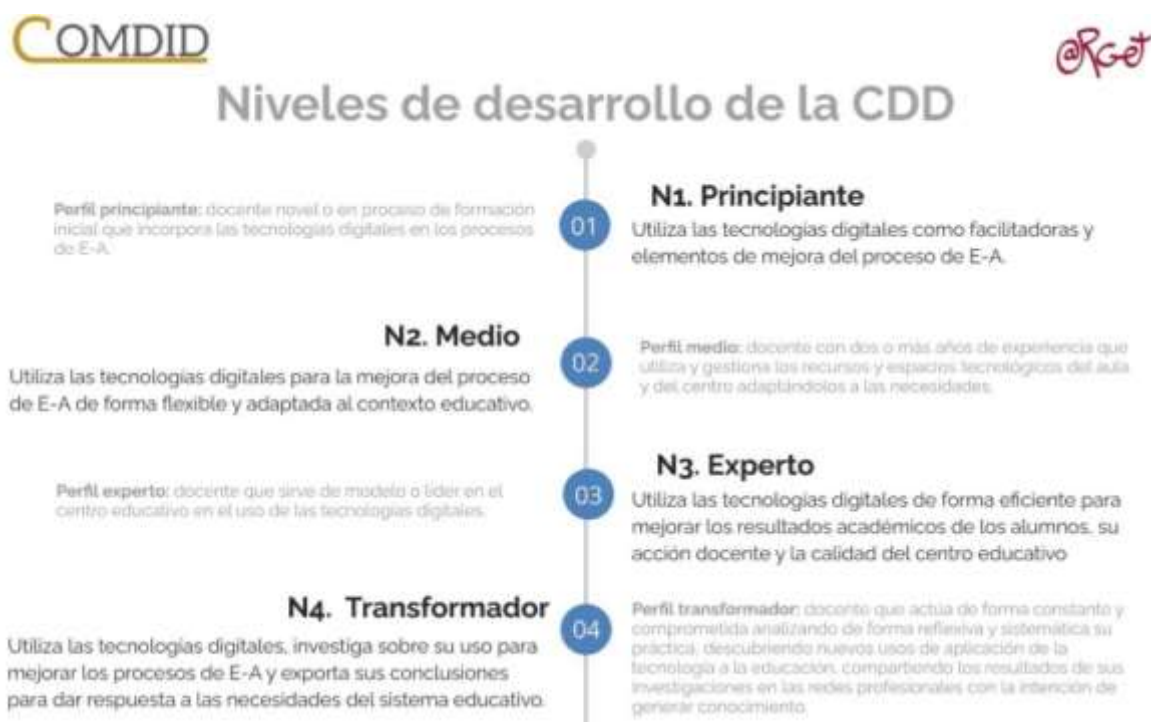 COMDID
@RGet
Niveles de desarrollo de la CDD
Perfil principiante: docente novel o en proceso de formación
inicial que incorpora las tecnologías digitales en los procesos
de E-A.
01
N1. Principiante
Utiliza las tecnologías digitales como facilitadoras y
elementos de mejora del proceso de E-A.
N2. Medio
Utiliza las tecnologías digitales para la mejora del proceso
de E-A de forma flexible y adaptada al contexto educativo.
02
Perfil medio: docente con dos o más años de experiencia que
utiliza y gestiona los recursos y espacios tecnológicos del aula
y del centro adaptándolos a las necesidades.
Perfil experto: docente que sirve de modelo o líder en el
centro educativo en el uso de las tecnologías digitales.
03
N3. Experto
Utiliza las tecnologías digitales de forma eficiente para
mejorar los resultados académicos de los alumnos, su
acción docente y la calidad del centro educativo
N4. Transformador
Utiliza las tecnologías digitales, investiga sobre su uso para
mejorar los procesos de E-A y exporta sus conclusiones
para dar respuesta a las necesidades del sistema educativo.
04
Perfil transformador: docente que actúa de forma constante y
comprometida analizando de forma reflexiva y sistemática su
práctica, descubriendo nuevos usos de aplicación de la
tecnología a la educación, compartiendo los resultados de sus
investigaciones en las redes profesionales con la intención de
generar conocimiento.